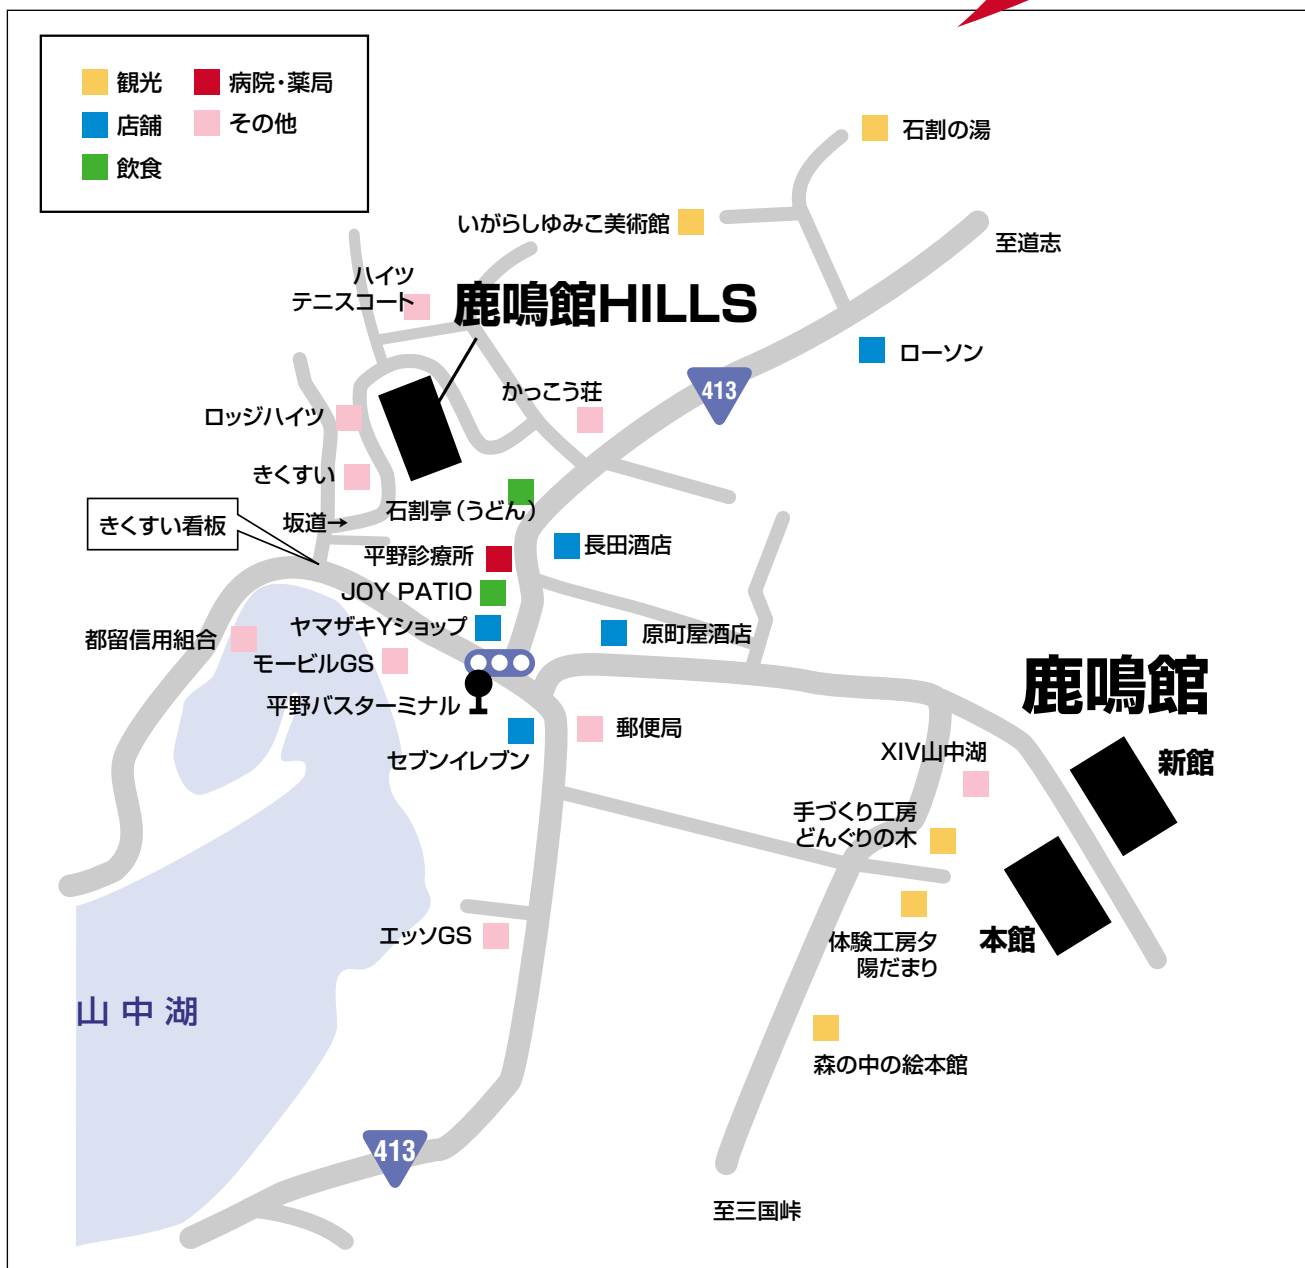 観光
病院・薬局
店舗
その他
飲食
石割の湯
いがらしゆみこ美術館
至道志
ハイツ
テニスコート
鹿鳴館HILLS
ローソン
413
かっこう荘
ロッジハイツ
きくすい
石割亭（うどん）
坂道→
きくすい看板
長田酒店
平野診療所
JOY PATIO
ヤマザキYショップ
原町屋酒店
都留信用組合
モービルGS
平野バスターミナル
鹿鳴館
郵便局
セブンイレブン
XIV山中湖
新館
手づくり工房
どんぐりの木
エッソGS
体験工房夕
陽だまり
本館
山中湖
森の中の絵本館
413
至三国峠